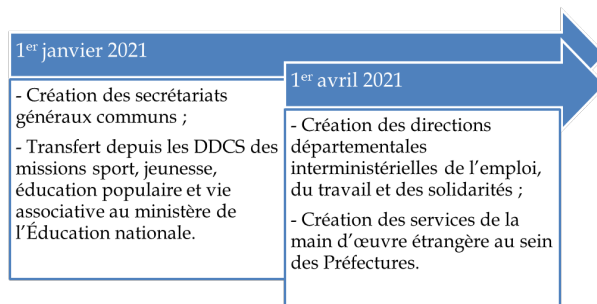 1er janvier 2021
- Création des secrétariats
généraux communs ;
- Transfert depuis les DDCS des
missions sport, jeunesse,
éducation populaire et vie
associative au ministère de
l’Éducation nationale.
1er avril 2021
- Création des directions
départementales
interministérielles de l’emploi,
du travail et des solidarités ;
- Création des services de la
main d’œuvre étrangère au sein
des Préfectures.